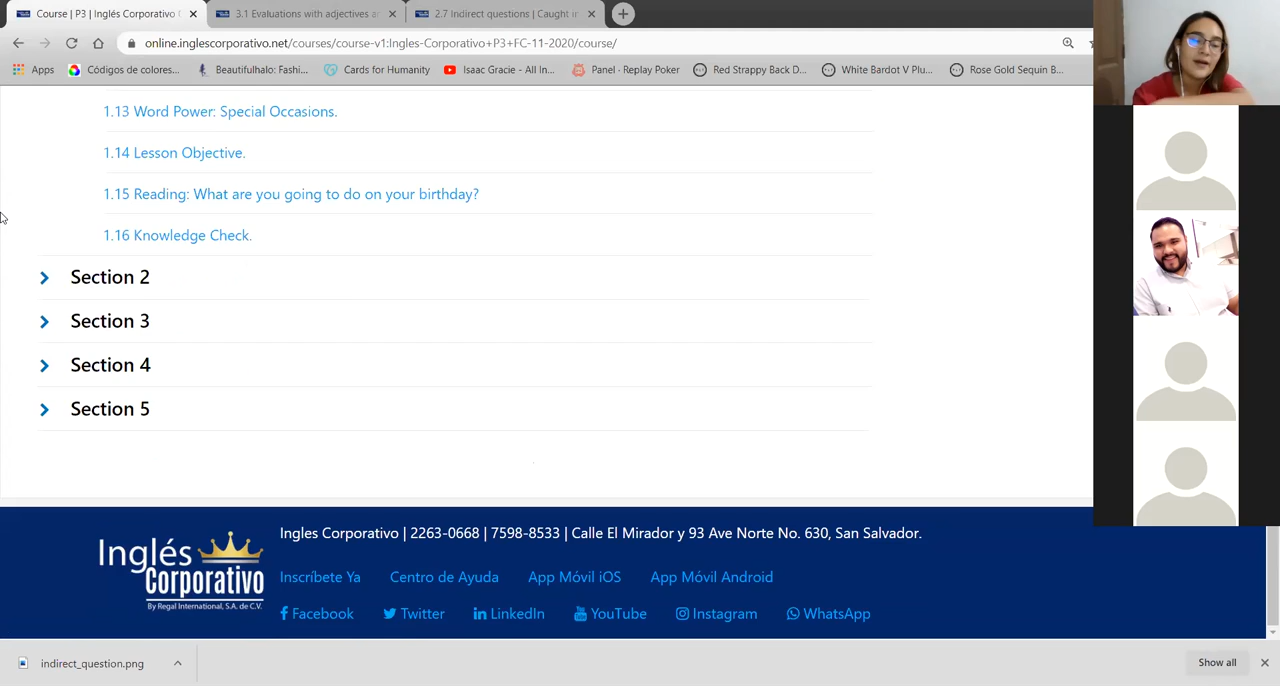 Course | P3 | Inglés Corporativo
3.1 Evaluations with adjectives a
2.7 Indirect questions | Caught in
online.inglescorporativo.net/courses/course-v1:Ingles-Corporativo+P3+FC-11-2020/course/
Apps
Códigos de colores...
Beautifulhalo: Fashi...
Cards for Humanity
Isaac Gracie - All In...
Panel · Replay Poker
Red Strappy Back D...
White Bardot V Plu...
Rose Gold Sequin B...
1.13 Word Power: Special Occasions.
1.14 Lesson Objective.
1.15 Reading: What are you going to do on your birthday?
1.16 Knowledge Check.
Section 2
Section 3
Section 4
Section 5
Inglés
Corporativo
By Regal International, S.A. de C.V.
Ingles Corporativo | 2263-0668 | 7598-8533 | Calle El Mirador y 93 Ave Norte No. 630, San Salvador.
Inscríbete Ya
Centro de Ayuda
App Móvil iOS
App Móvil Android
Facebook
Twitter
LinkedIn
YouTube
Instagram
WhatsApp
indirect_question.png
Show all